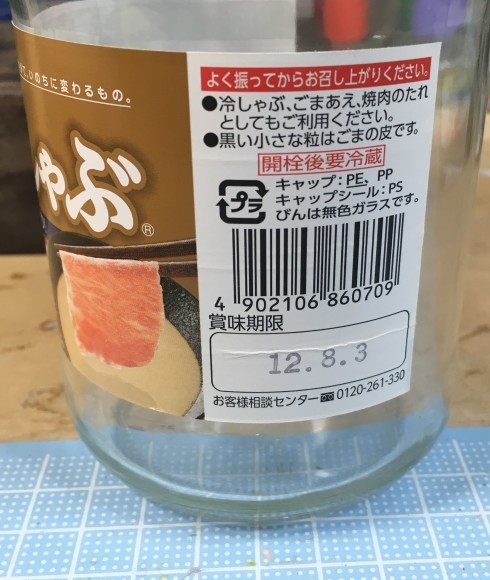 、いのちに変わるもの。
しゃぶ®
よく振ってからお召し上がりください。
●冷しゃぶ、ごまあえ、焼肉のたれ
としてもご利用ください。
●黒い小さな粒はごまの皮です。
開栓後要冷蔵
プラ
キャップ：PE、PP
キャップシール：PS
びんは無色ガラスです。
4 902106 860709
賞味期限
12.8.3
お客様相談センター☎0120-261-330